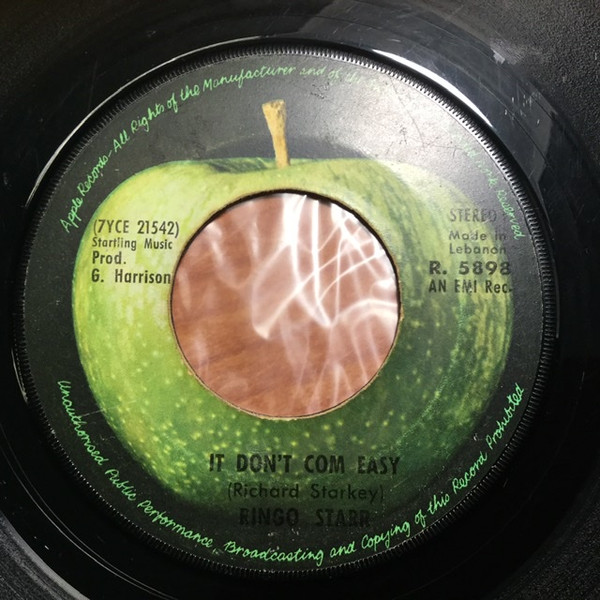 Apple Records-All Rights of the Manufacturer and of the
Reserved
(7YCE 21542)
Startling Music
Prod.
G. Harrison
STEREO
Made in
Lebanon
R. 5898
AN EMI Rec.
IT DON'T COM EASY
(Richard Starkey)
RINGO STARR
Unauthorised Public Performance, Broadcasting and Copying of this Record Prohibited